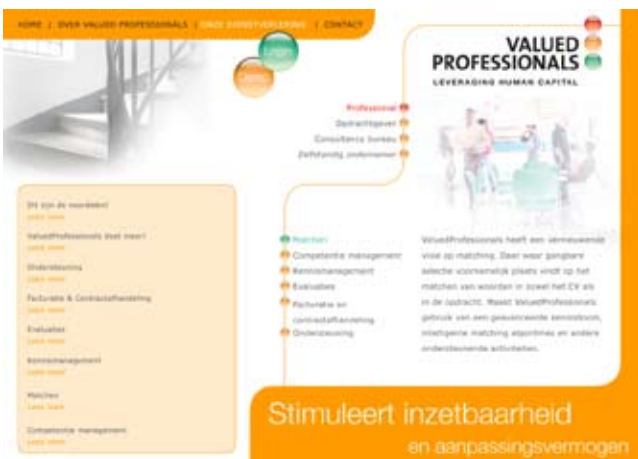 HOME | OVER VALUED PROFESSIONALS | ONZE DIENSTVERLENING | CONTACT
Login
Demo
VALUED
PROFESSIONALS
LEVERAGING HUMAN CAPITAL
Professional
Opdrachtgever
Consultancy bureau
Zelfstandig ondernemer
Dit zijn de voordelen!
Lees meer
ValuedProfessionals doet meer!
Lees meer
Ondersteuning
Lees meer
Facturatie & Contractafhandeling
Lees meer
Evaluaties
Lees meer
Kennismanagement
Lees meer
Matchen
Lees meer
Competentie management
Lees meer
Matchen
Competentie management
Kennismanagement
Evaluaties
Facturatie en
contractafhandeling
Ondersteuning
ValuedProfessionals heeft een vernieuwende
visie op matching. Daar waar gangbare
selectie voornamelijk plaats vindt op het
matchen van woorden in zowel het CV als
in de opdracht. Maakt ValuedProfessionals
gebruik van een geavanceerde kennisboom,
intelligente matching algoritmes en andere
ondersteunende activiteiten.
Stimuleert inzetbaarheid
en aanpassingsvermogen